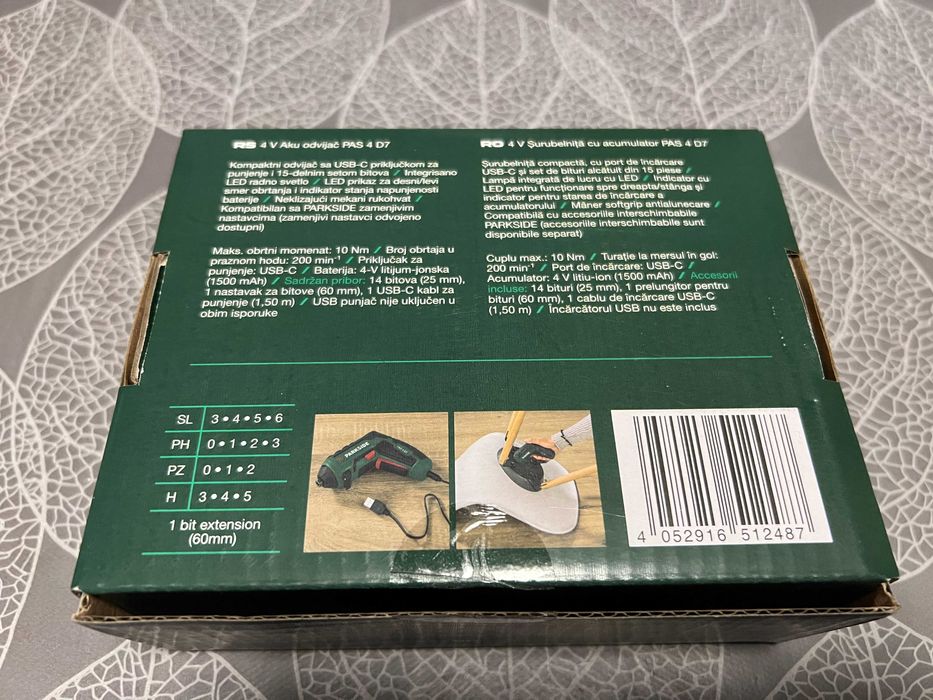 RS 4 V Aku odvijač PAS 4 D7
Kompaktni odvijač sa USB-C priključkom za
punjenje i 15-delnim setom bitova / Integrisano
LED radno svetlo / LED prikaz za desni/levi
smer obrtanja i indikator stanja napunjenosti
baterije / Neklizajući mekani rukohvat /
Kompatibilan sa PARKSIDE zamenjivim
nastavcima (zamenjivi nastavci odvojeno
dostupni)
Maks. obrtni momenat: 10 Nm / Broj obrtaja u
praznom hodu: 200 min⁻¹ / Priključak za
punjenje: USB-C / Baterija: 4-V litijum-jonska
(1500 mAh) / Sadržan pribor: 14 bitova (25 mm),
1 nastavak za bitove (60 mm), 1 USB-C kabl za
punjenje (1,50 m) / USB punjač nije uključen u
obim isporuke
RO 4 V Șurubelniță cu acumulator PAS 4 D7
Șurubelniță compactă, cu port de încărcare
USB-C și set de bituri alcătuit din 15 piese /
Lampă integrată de lucru cu LED / Indicator cu
LED pentru funcționare spre dreapta/stânga și
indicator pentru starea de încărcare a
acumulatorului / Mâner softgrip antialunecare /
Compatibilă cu accesoriile interschimbabile
PARKSIDE (accesoriile interschimbabile sunt
disponibile separat)
Cuplu max.: 10 Nm / Turație la mersul în gol:
200 min⁻¹ / Port de încărcare: USB-C /
Acumulator: 4 V litiu-ion (1500 mAh) / Accesorii
incluse: 14 bituri (25 mm), 1 prelungitor pentru
bituri (60 mm), 1 cablu de încărcare USB-C
(1,50 m) / Încărcătorul USB nu este inclus
SL 3 • 4 • 5 • 6
PH 0 • 1 • 2 • 3
PZ 0 • 1 • 2
H 3 • 4 • 5
1 bit extension
(60mm)
PARKSIDE
4 052916 512487